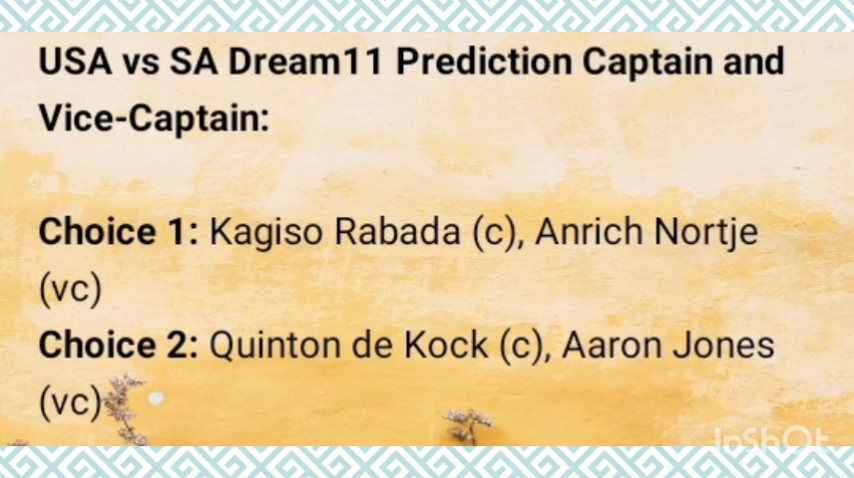 USA vs SA Dream11 Prediction Captain and
Vice-Captain:
Choice 1: Kagiso Rabada (c), Anrich Nortje
(vc)
Choice 2: Quinton de Kock (c), Aaron Jones
(vc)
InShOt